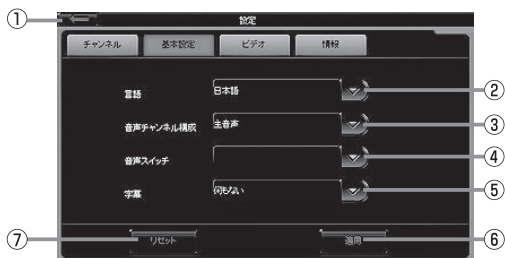 ① 設定
チャンネル 基本設定 ビデオ 情報
言語 日本語 ②
音声チャンネル構成 主音声 ③
音声スイッチ ④
字幕 何もない ⑤
⑦ リセット 適用 ⑥